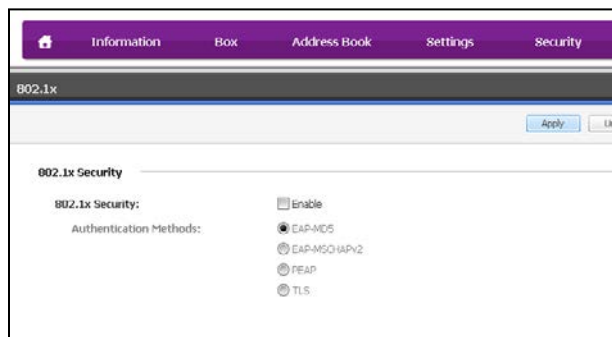 Information Box Address Book Settings Security
802.1x
Apply
802.1x Security
802.1x Security: Enable
Authentication Methods: EAP-MD5
EAP-MSCHAPv2
PEAP
TLS